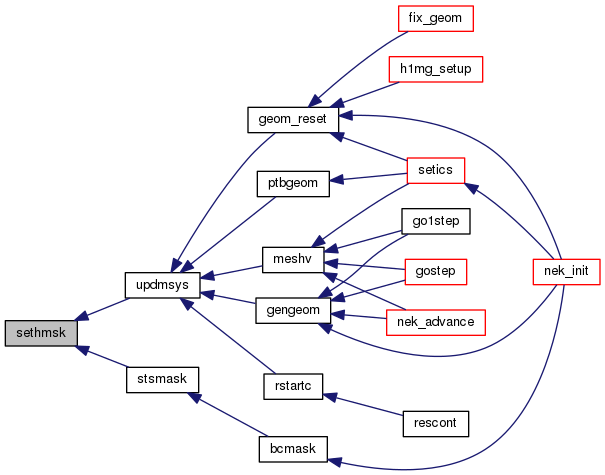 fix_geom
h1mg_setup
geom_reset
setics
ptbgeom
go1step
meshv
gostep
nek_init
updmsys
gengeom
nek_advance
sethmsk
stsmask
rstartc
rescont
bcmask